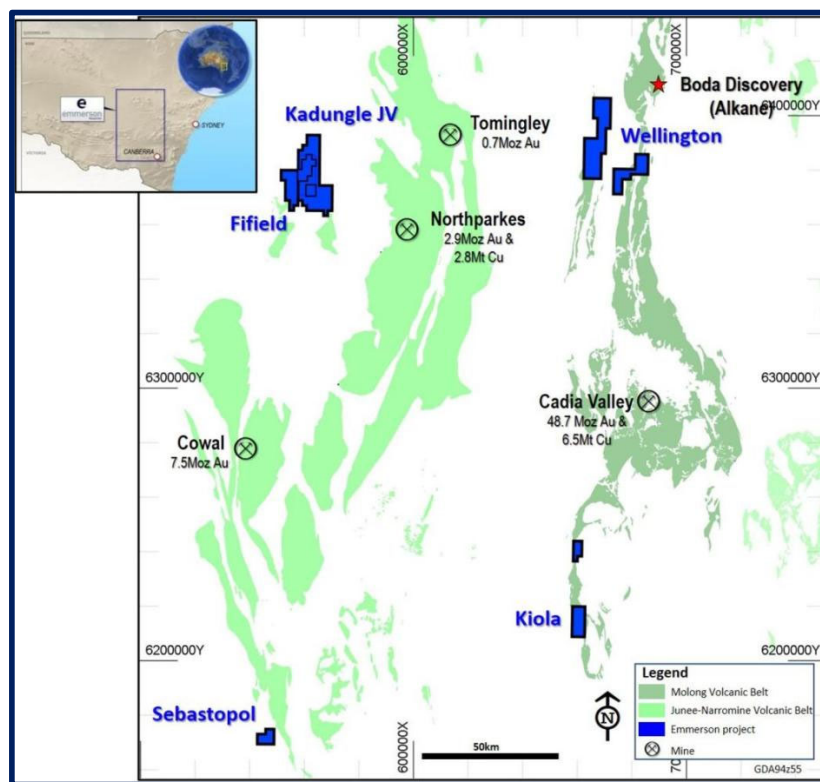 QUEENSLAND
NSW
e
emmerson
SYDNEY
CANBERRA
VICTORIA
600000X
700000X
6400000Y
Boda Discovery
(Alkane)
Kadungle JV
Tomingley
0.7Moz Au
Wellington
Fifield
Northparkes
2.9Moz Au &
2.8Mt Cu
6300000Y
6300000Y
Cadia Valley
48.7 Moz Au &
6.5Mt Cu
Cowal
7.5Moz Au
Kiola
6200000Y
6200000Y
Sebastopol
600000X
50km
N
Legend
Molong Volcanic Belt
Junee-Narromine Volcanic Belt
Emmerson project
Mine
GDA94z55